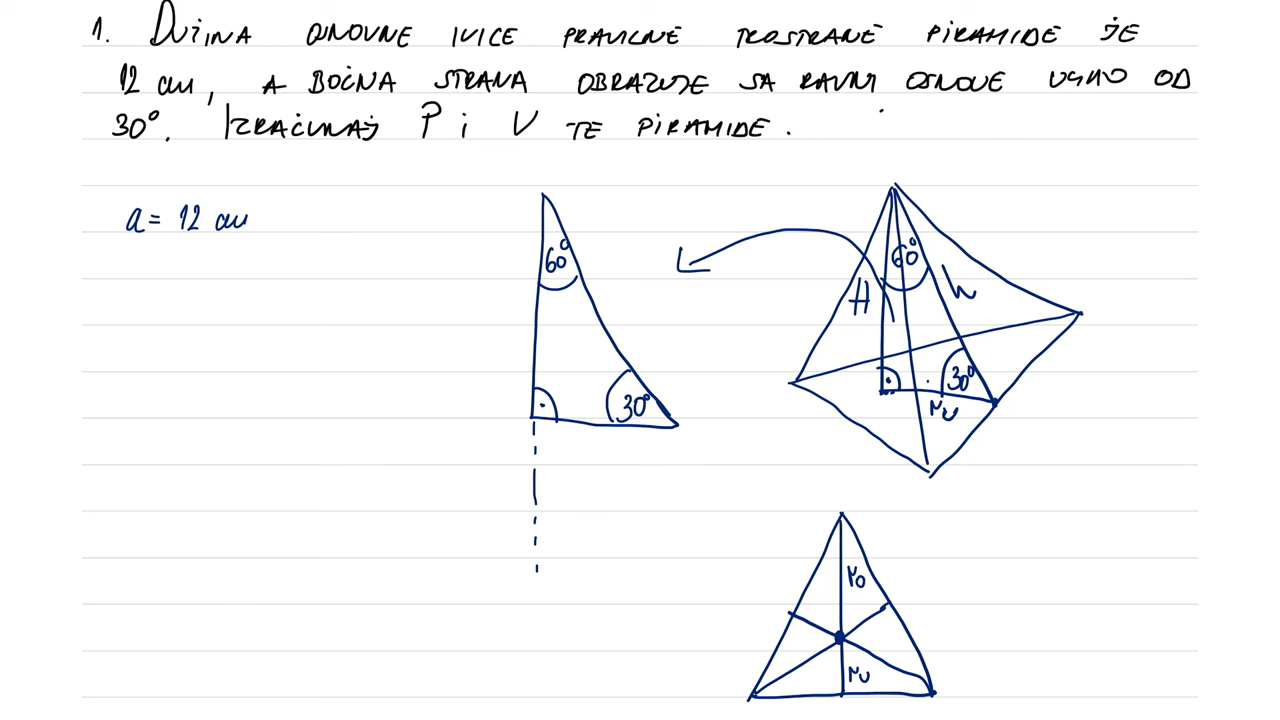 1. DUŽINA OSNOVNE IVICE PRAVILNE TROSTRANE PIRAMIDE JE
12 cm, A BOČNA STRANA OBRAZUJE SA RAVNI OSNOVE UGAO OD
30°. IZRAČUNAJ P i V TE PIRAMIDE.
a = 12 cm
60°
30°
60°
H
h
30°
ru
ro
ru